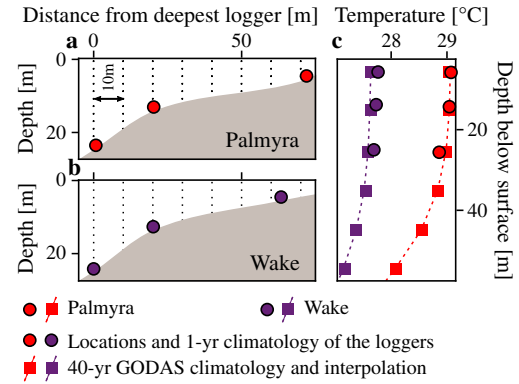 Distance from deepest logger [m]
Temperature [°C]
a 0 50
c 28 29
0
20
Depth [m]
10m
Palmyra
b
0
20
Depth [m]
Wake
20
40
Depth below surface [m]
Palmyra
Wake
Locations and 1-yr climatology of the loggers
40-yr GODAS climatology and interpolation